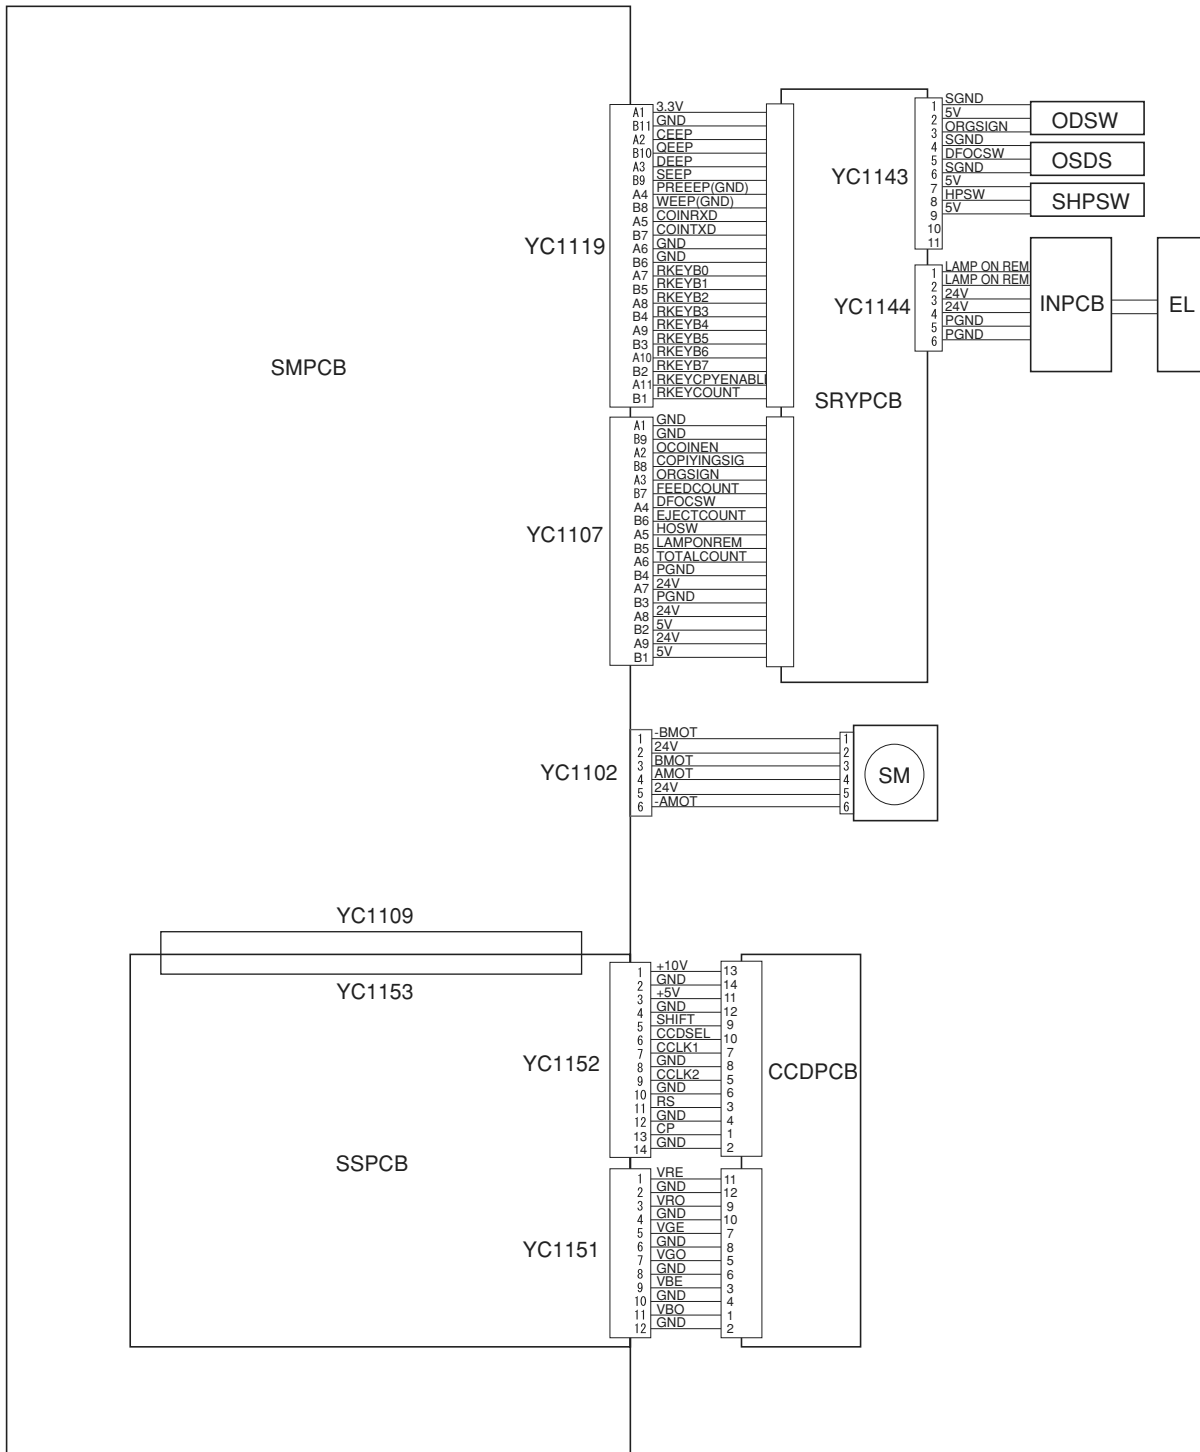 SMPCB
YC1119
A1 3.3V
B11 GND
A2 CEEP
B10 QEEP
A3 DEEP
B9 SEEP
A4 PREEEP(GND)
B8 WEEP(GND)
A5 COINRXD
B7 COINTXD
A6 GND
B6 GND
A7 RKEYB0
B5 RKEYB1
A8 RKEYB2
B4 RKEYB3
A9 RKEYB4
B3 RKEYB5
A10 RKEYB6
B2 RKEYB7
A11 RKEYCPYENABLI
B1 RKEYCOUNT
YC1107
A1 GND
B9 GND
A2 OCOINEN
B8 COPIYINGSIG
A3 ORGSIGN
B7 FEEDCOUNT
A4 DFOCSW
B6 EJECTCOUNT
A5 HOSW
B5 LAMPONREM
A6 TOTALCOUNT
B4 PGND
A7 24V
B3 PGND
A8 24V
B2 5V
A9 24V
B1 5V
SRYPCB
YC1143
1 SGND
2 5V
3 ORGSIGN
4 SGND
5 DFOCSW
6 SGND
7 5V
8 HPSW
9 5V
10
11
ODSW
OSDS
SHPSW
YC1144
1 LAMP ON REM
2 LAMP ON REM
3 24V
4 24V
5 PGND
6 PGND
INPCB
EL
YC1102
1 -BMOT 1
2 24V 2
3 BMOT 3
4 AMOT 4
5 24V 5
6 -AMOT 6
SM
YC1109
YC1153
SSPCB
YC1152
1 +10V 13
2 GND 14
3 +5V 11
4 GND 12
5 SHIFT 9
6 CCDSEL 10
7 CCLK1 7
8 GND 8
9 CCLK2 5
10 GND 6
11 RS 3
12 GND 4
13 CP 1
14 GND 2
CCDPCB
YC1151
1 VRE 11
2 GND 12
3 VRO 9
4 GND 10
5 VGE 7
6 GND 8
7 VGO 5
8 GND 6
9 VBE 3
10 GND 4
11 VBO 1
12 GND 2